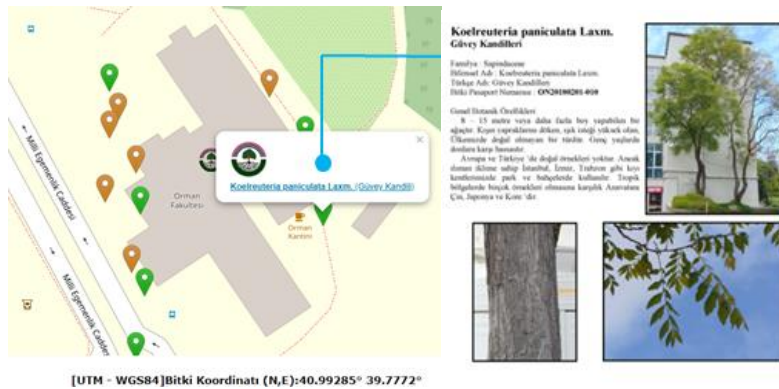 Milli Egemenlik Caddesi
Milli Egemenlik Caddesi
Orman
Fakültesi
Orman
Kantini
×
Koelreuteria paniculata Laxm. (Güvey Kandili)
Koelreuteria paniculata Laxm.
Güvey Kandilleri
Familya : Sapindaceae
Bilimsel Adı : Koelreuteria paniculata Laxm.
Türkçe Adı: Güvey Kandilleri
Bitki Pasaport Numarası : ON20100201-010
Genel Botanik Özellikleri
8 – 15 metre veya daha fazla boy yapabilen bir
ağaçtır. Kışın yapraklarını döken, ışık isteği yüksek olan,
Ülkemizde doğal olmayan bir türdür. Genç yaşlarda
donlara karşı hassastır.
Avrupa ve Türkiye 'de doğal örnekleri yoktur. Ancak
ılıman iklime sahip İstanbul, İzmir, Trabzon gibi kıyı
kentlerimizde park ve bahçelerde kullanılır. Tropik
bölgelerde birçok örnekleri olmasına karşılık Anavatanı
Çin, Japonya ve Kore 'dir.
[UTM - WGS84]Bitki Koordinatı (N,E):40.99285° 39.7772°